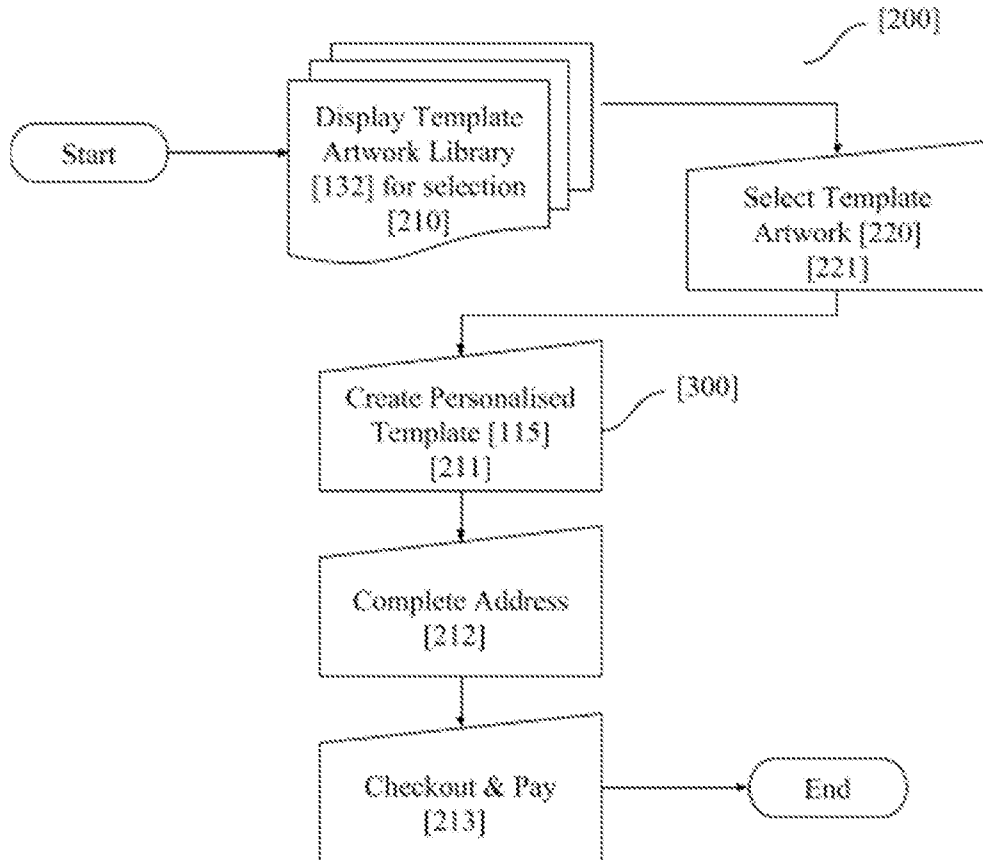 [200]
Start
Display Template
Artwork Library
[132] for selection
[210]
Select Template
Artwork [220]
[221]
Create Personalised
Template [115]
[211]
[300]
Complete Address
[212]
Checkout & Pay
[213]
End